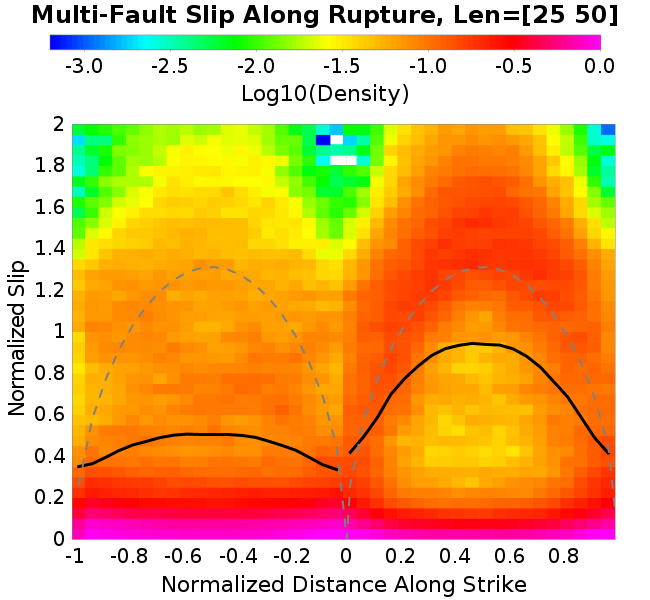 Multi-Fault Slip Along Rupture, Len=[25 50]
-3.0 -2.5 -2.0 -1.5 -1.0 -0.5 0.0
Log10(Density)
2
1.8
1.6
1.4
1.2
1
0.8
0.6
0.4
0.2
0
Normalized Slip
-1 -0.8 -0.6 -0.4 -0.2 0 0.2 0.4 0.6 0.8
Normalized Distance Along Strike